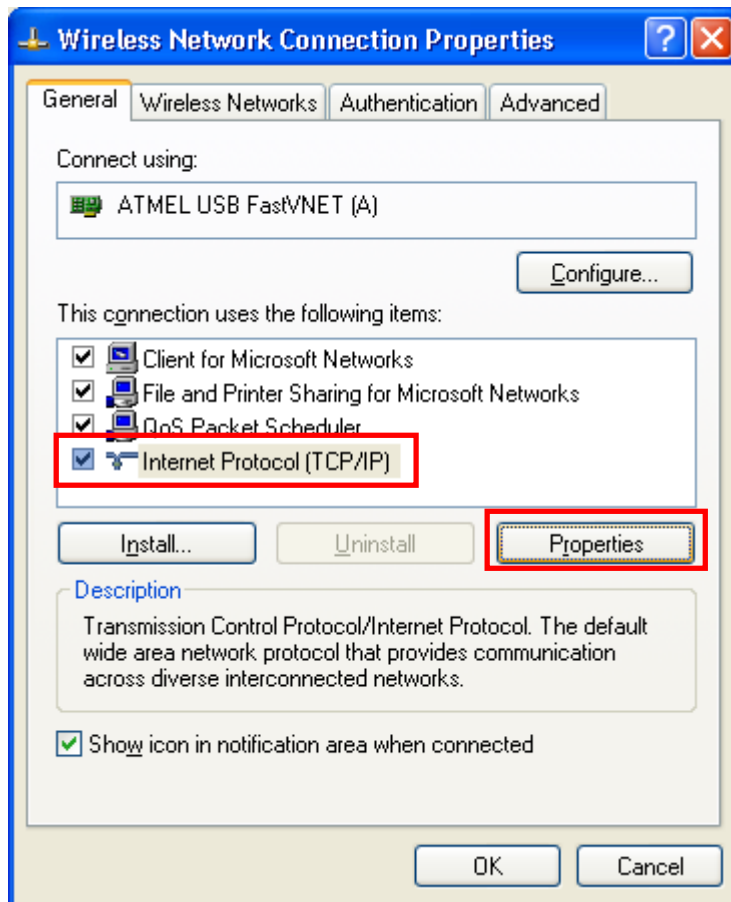 Wireless Network Connection Properties
General Wireless Networks Authentication Advanced
Connect using:
ATMEL USB FastVNET (A)
Configure...
This connection uses the following items:
Client for Microsoft Networks
File and Printer Sharing for Microsoft Networks
QoS Packet Scheduler
Internet Protocol (TCP/IP)
Install... Uninstall Properties
Description
Transmission Control Protocol/Internet Protocol. The default
wide area network protocol that provides communication
across diverse interconnected networks.
Show icon in notification area when connected
OK Cancel